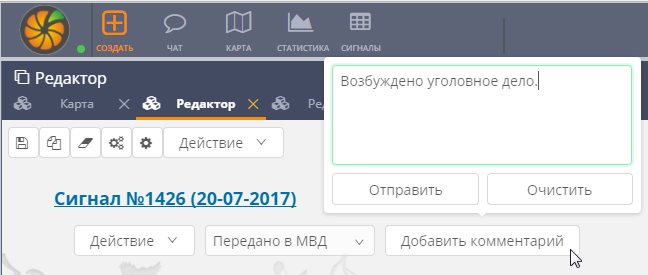 СОЗДАТЬ ЧАТ КАРТА СТАТИСТИКА СИГНАЛЫ
Редактор
Карта Редактор Ре
Действие
Возбуждено уголовное дело.
Отправить Очистить
Сигнал №1426 (20-07-2017)
Действие Передано в МВД Добавить комментарий